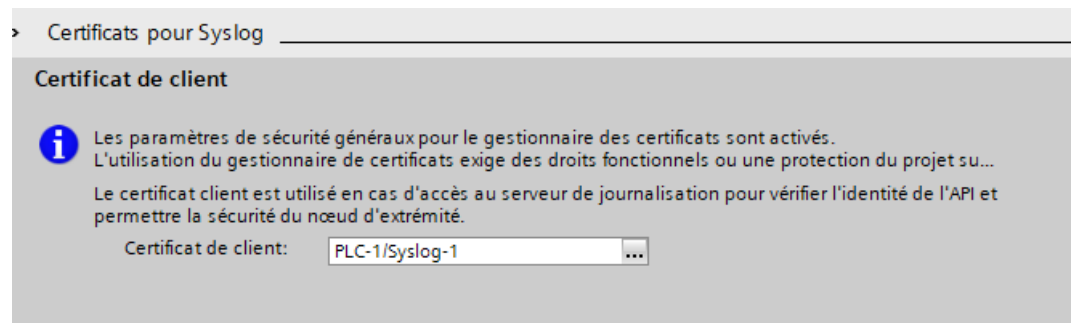 Certificats pour Syslog
Certificat de client
Les paramètres de sécurité généraux pour le gestionnaire des certificats sont activés.
L'utilisation du gestionnaire de certificats exige des droits fonctionnels ou une protection du projet su...
Le certificat client est utilisé en cas d'accès au serveur de journalisation pour vérifier l'identité de l'API et
permettre la sécurité du nœud d'extrémité.
Certificat de client: PLC-1/Syslog-1 ...